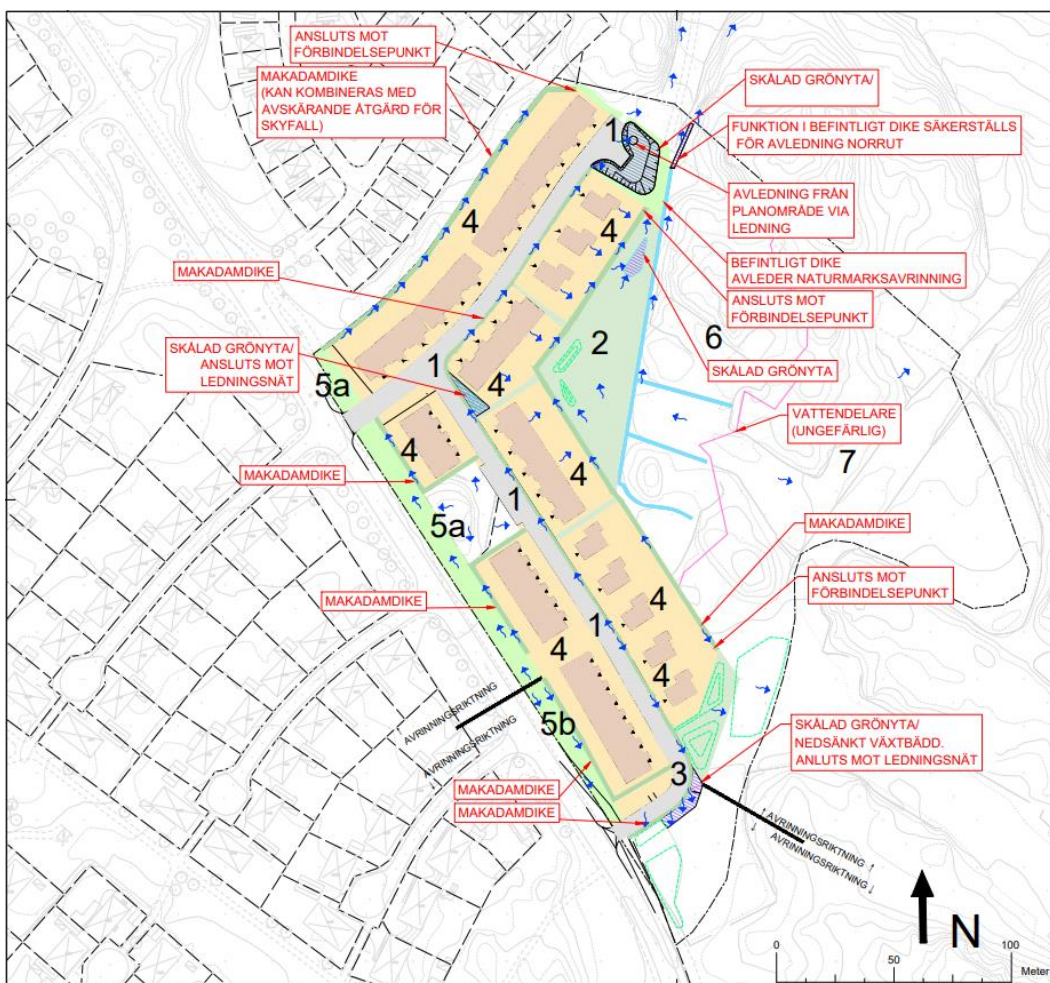 ANSLUTS MOT
FÖRBINDELSEPUNKT
MAKADAMDIKE
(KAN KOMBINERAS MED
AVSKÄRANDE ÅTGÄRD FÖR
SKYFALL)
SKÅLAD GRÖNYTA/
FUNKTION I BEFINTLIGT DIKE SÄKERSTÄLLS
FÖR AVLEDNING NORRUT
1
AVLEDNING FRÅN
PLANOMRÅDE VIA
LEDNING
4
4
MAKADAMDIKE
BEFINTLIGT DIKE
AVLEDER NATURMARKSAVRINNING
ANSLUTS MOT
FÖRBINDELSEPUNKT
6
2
SKÅLAD GRÖNYTA/
ANSLUTS MOT
LEDNINGSNÄT
1
5a
4
SKÅLAD GRÖNYTA
VATTENDELARE
(UNGEFÄRLIG)
4
7
MAKADAMDIKE
4
1
5a
MAKADAMDIKE
ANSLUTS MOT
FÖRBINDELSEPUNKT
MAKADAMDIKE
4
1
4
4
AVRINNINGSRIKTNING
AVRINNINGSRIKTNING
5b
SKÅLAD GRÖNYTA/
NEDSÄNKT VÄXTBÄDD.
ANLUTS MOT LEDNINGSNÄT
3
MAKADAMDIKE
MAKADAMDIKE
AVRINNINGSRIKTNING
AVRINNINGSRIKTNING
N
0
50
100
Meter